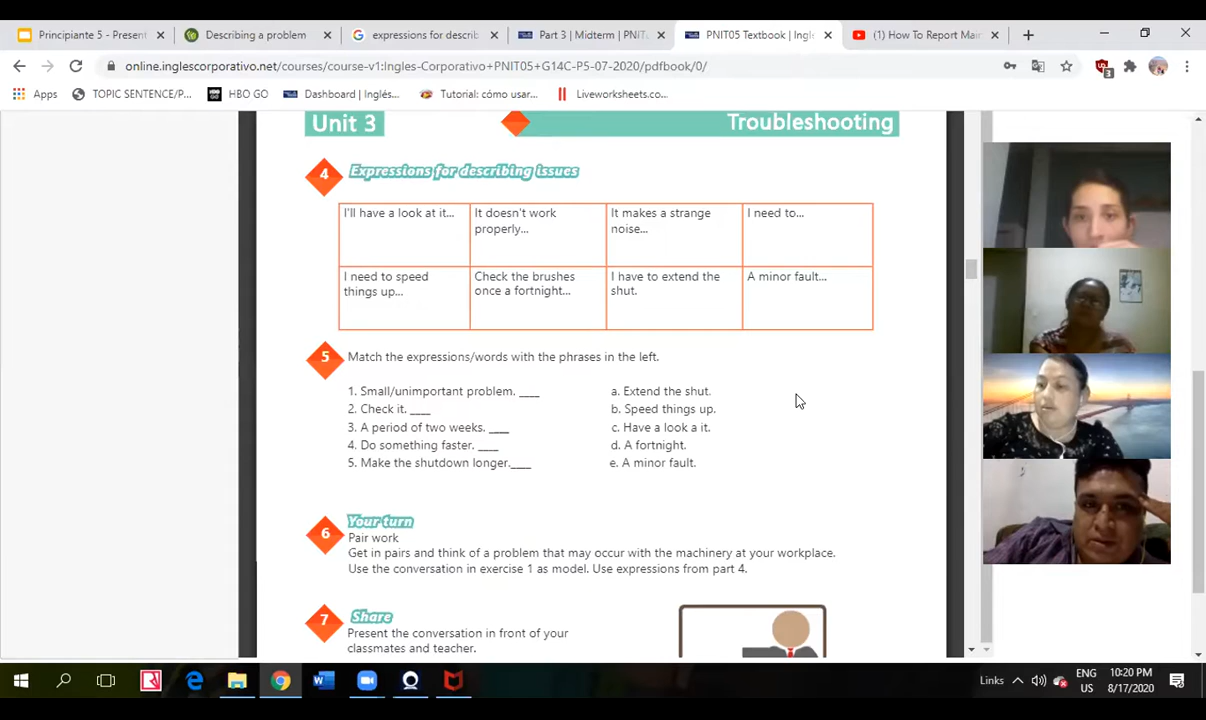 Principiante 5 - Present
Describing a problem
expressions for describ
Part 3 | Midterm | PNIT
PNIT05 Textbook | Ingle
(1) How To Report Mai
online.inglescorporativo.net/courses/course-v1:Ingles-Corporativo+PNIT05+G14C-P5-07-2020/pdfbook/0/
Apps
TOPIC SENTENCE/P...
HBO GO
Dashboard | Inglés...
Tutorial: cómo usar...
Liveworksheets.co...
Unit 3
Troubleshooting
4
Expressions for describing issues
I'll have a look at it...
It doesn't work
properly...
It makes a strange
noise...
I need to...
I need to speed
things up...
Check the brushes
once a fortnight...
I have to extend the
shut.
A minor fault...
5
Match the expressions/words with the phrases in the left.
1. Small/unimportant problem. ____
a. Extend the shut.
2. Check it. ____
b. Speed things up.
3. A period of two weeks. ____
c. Have a look a it.
4. Do something faster. ____
d. A fortnight.
5. Make the shutdown longer.____
e. A minor fault.
6
Your turn
Pair work
Get in pairs and think of a problem that may occur with the machinery at your workplace.
Use the conversation in exercise 1 as model. Use expressions from part 4.
7
Share
Present the conversation in front of your
classmates and teacher.
Links
ENG
US
10:20 PM
8/17/2020